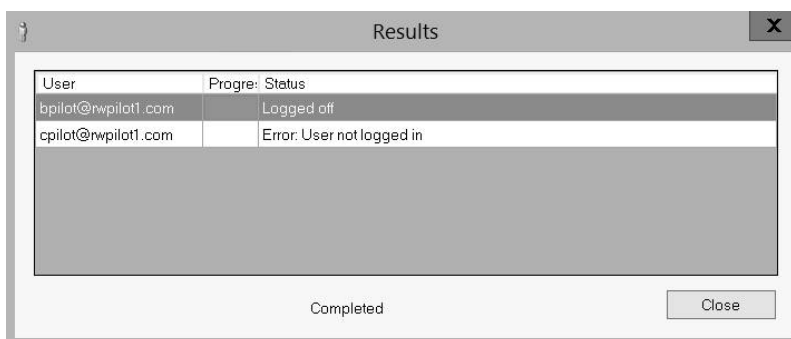 Results
X
User Progre: Status
bpilot@rwpilot1.com Logged off
cpilot@rwpilot1.com Error: User not logged in
Completed
Close